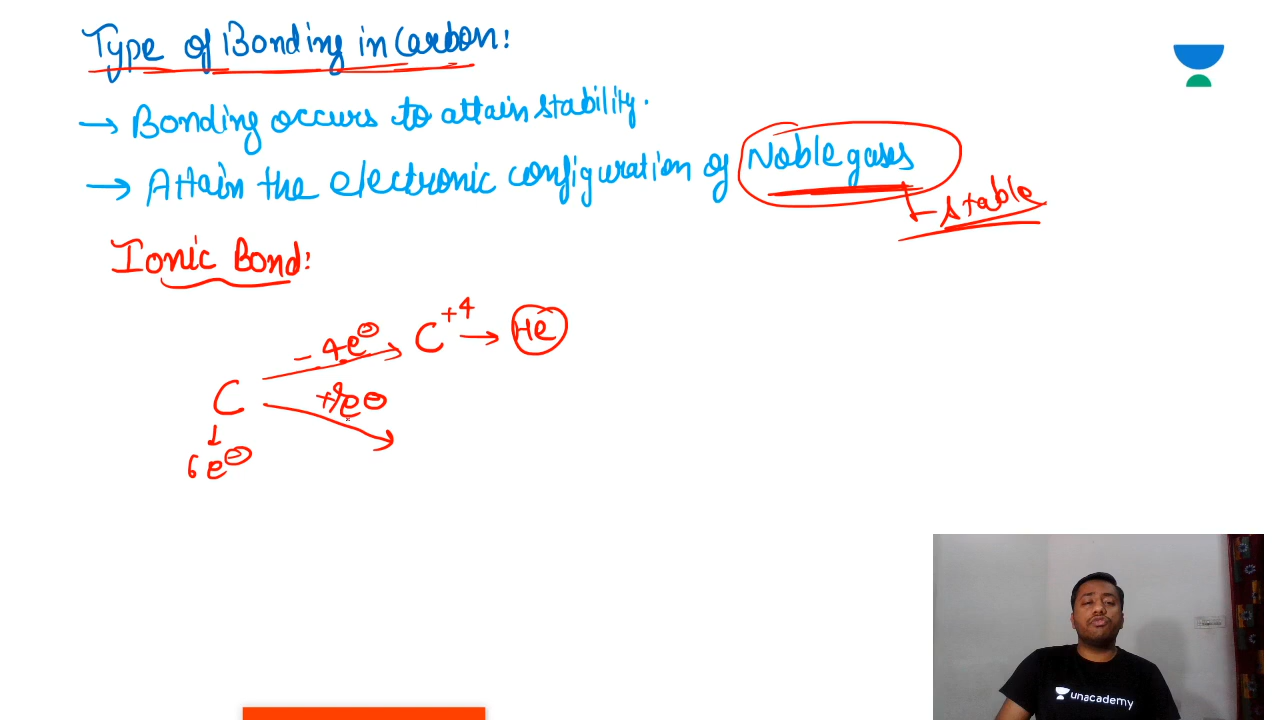 Type of Bonding in Carbon:
→ Bonding occurs to attain stability.
→ Attain the electronic configuration of Noble gases
stable
Ionic Bond:
C+4 → He
-4e⊖
C
+4e⊖
6e⊖
unacademy